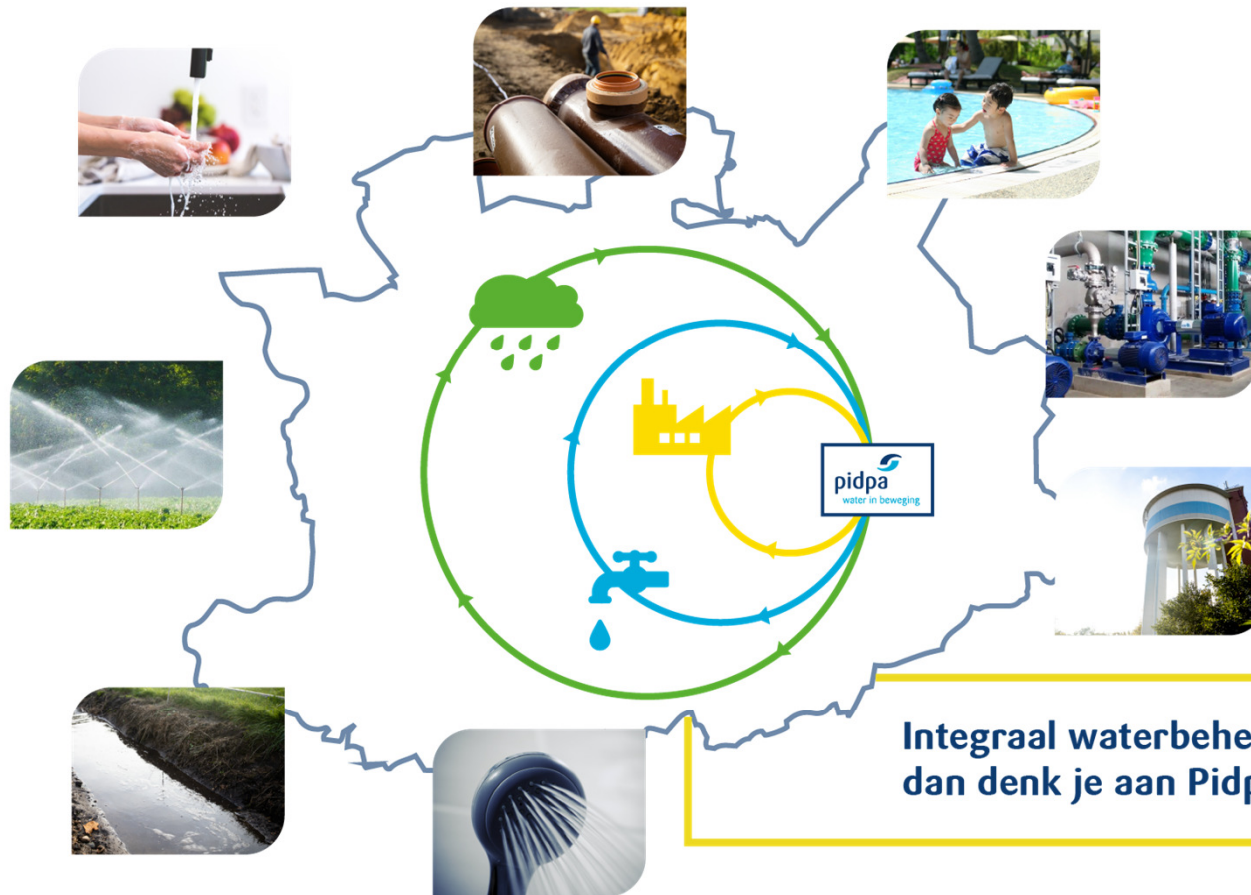 pidpa
water in beweging
Integraal waterbehe
dan denk je aan Pidp